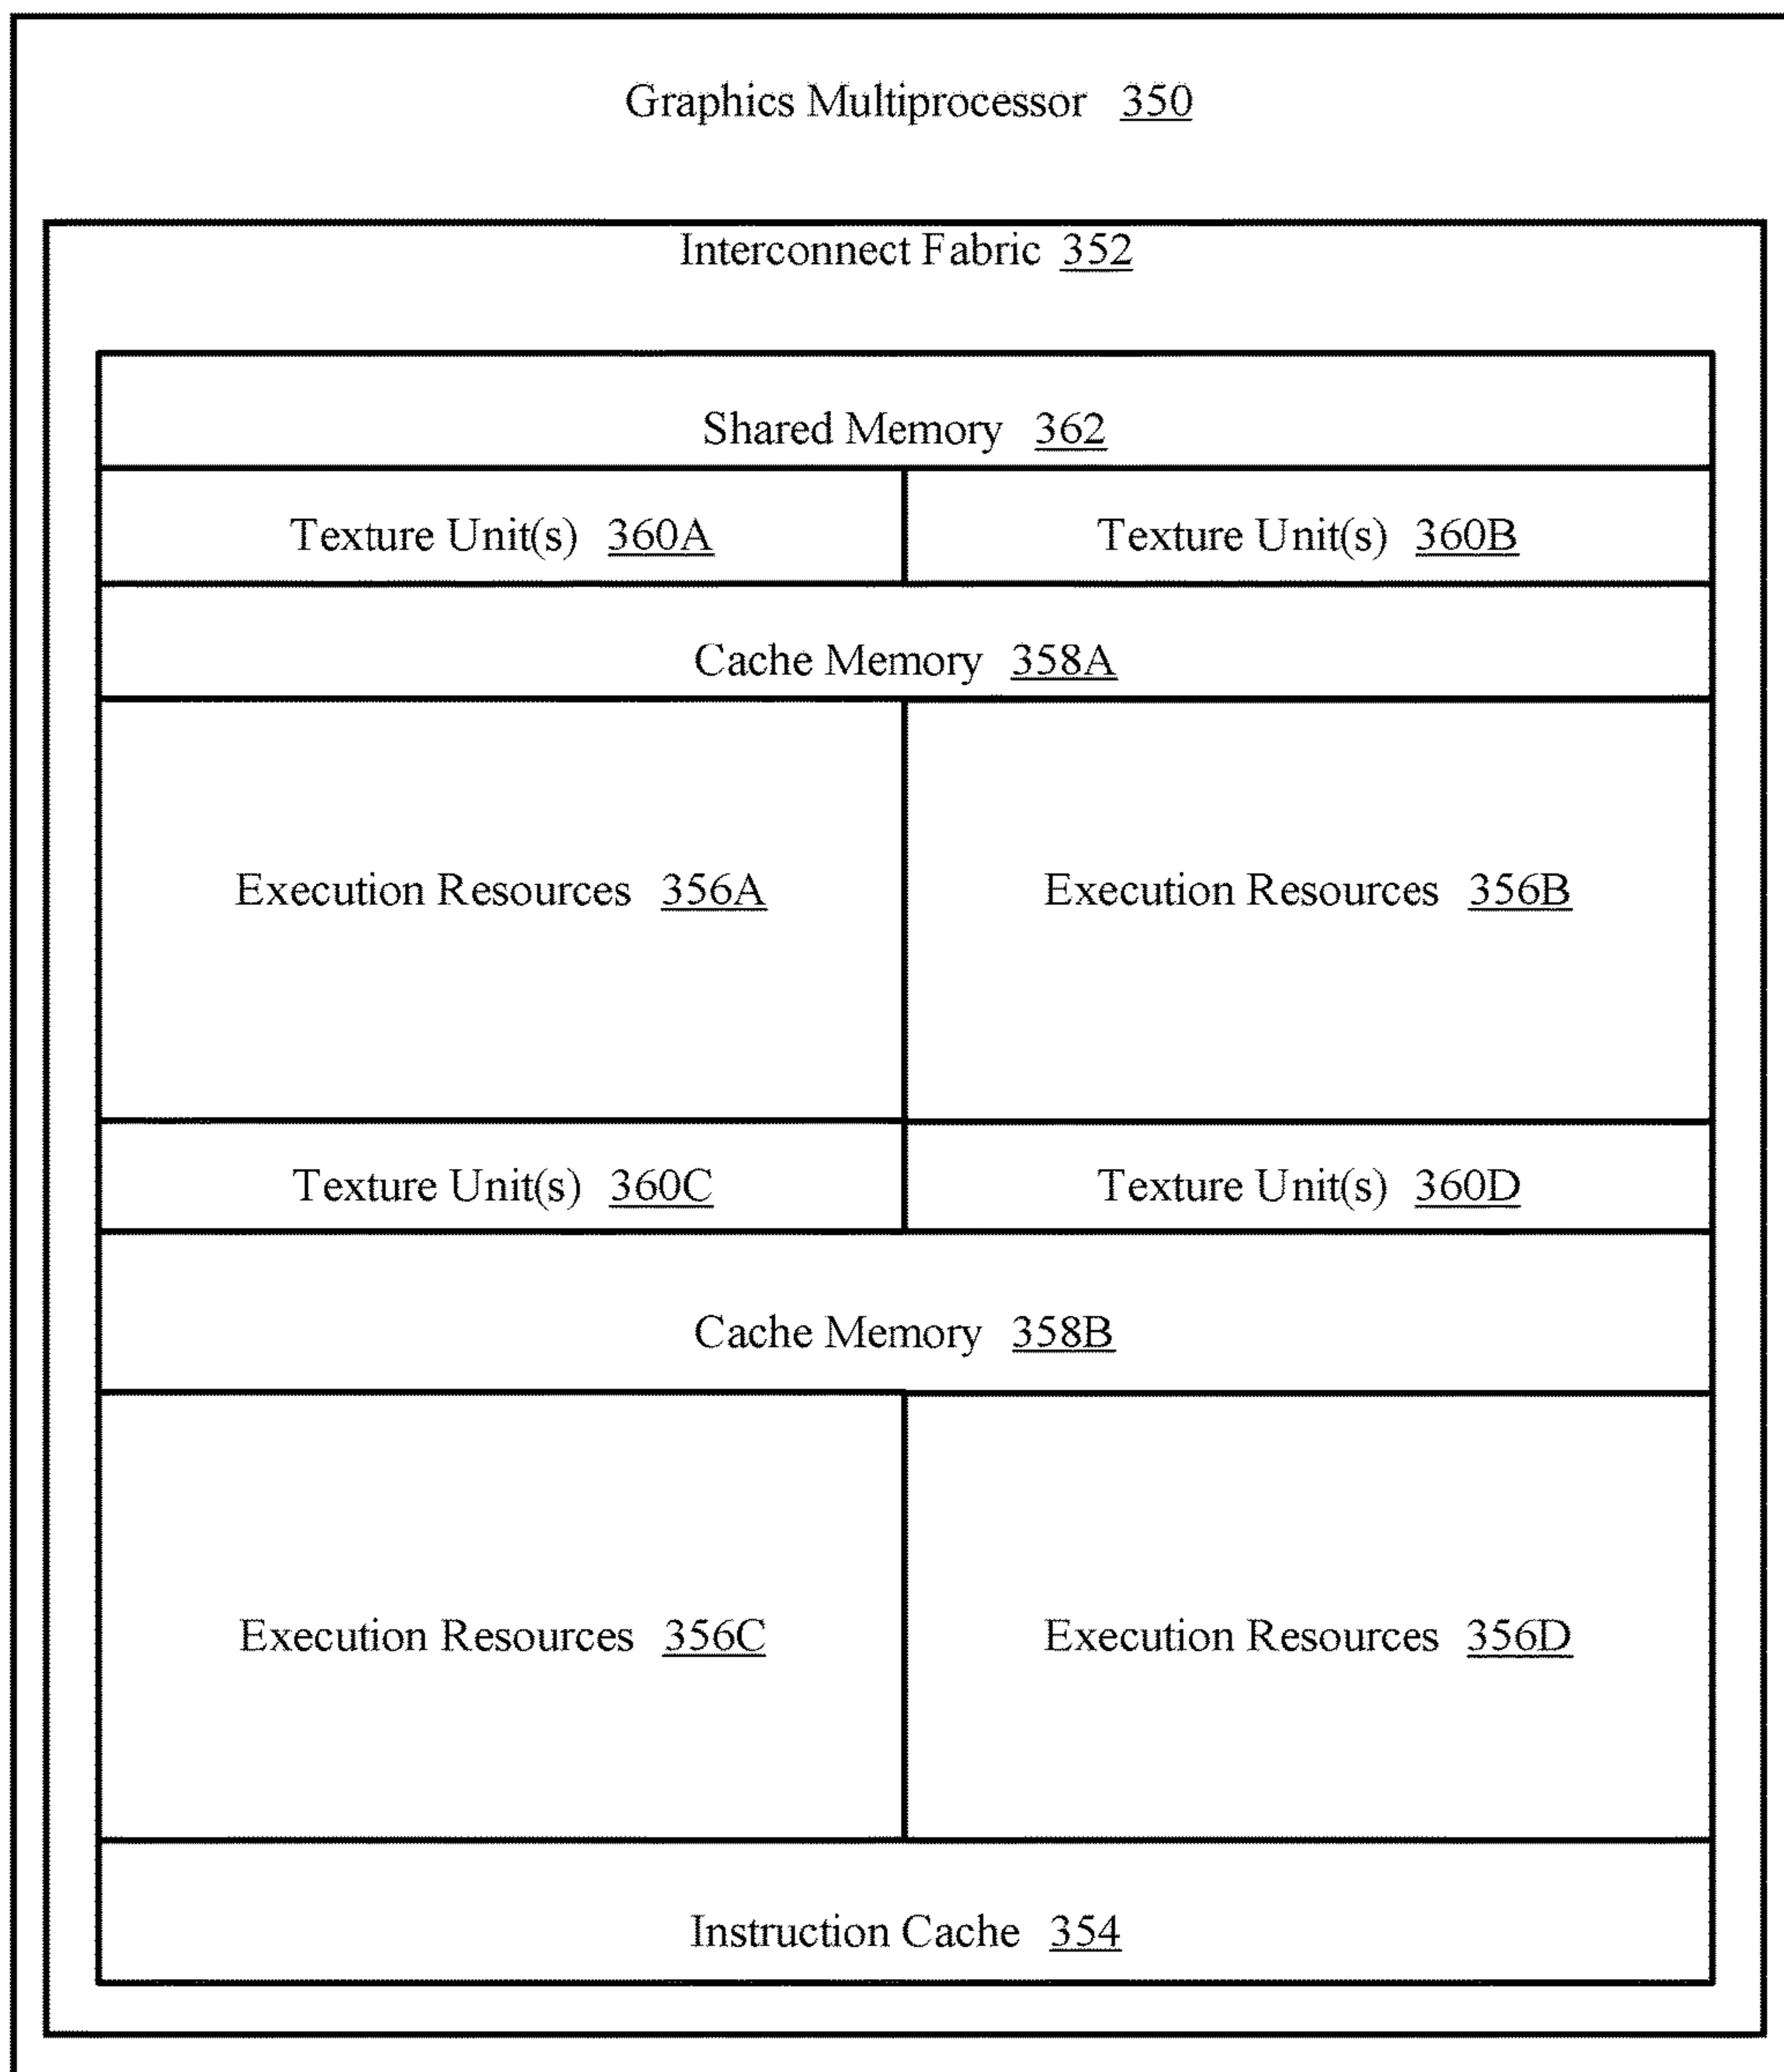 Graphics Multiprocessor 350
Interconnect Fabric 352
Shared Memory 362
Texture Unit(s) 360A
Texture Unit(s) 360B
Cache Memory 358A
Execution Resources 356A
Execution Resources 356B
Texture Unit(s) 360C
Texture Unit(s) 360D
Cache Memory 358B
Execution Resources 356C
Execution Resources 356D
Instruction Cache 354